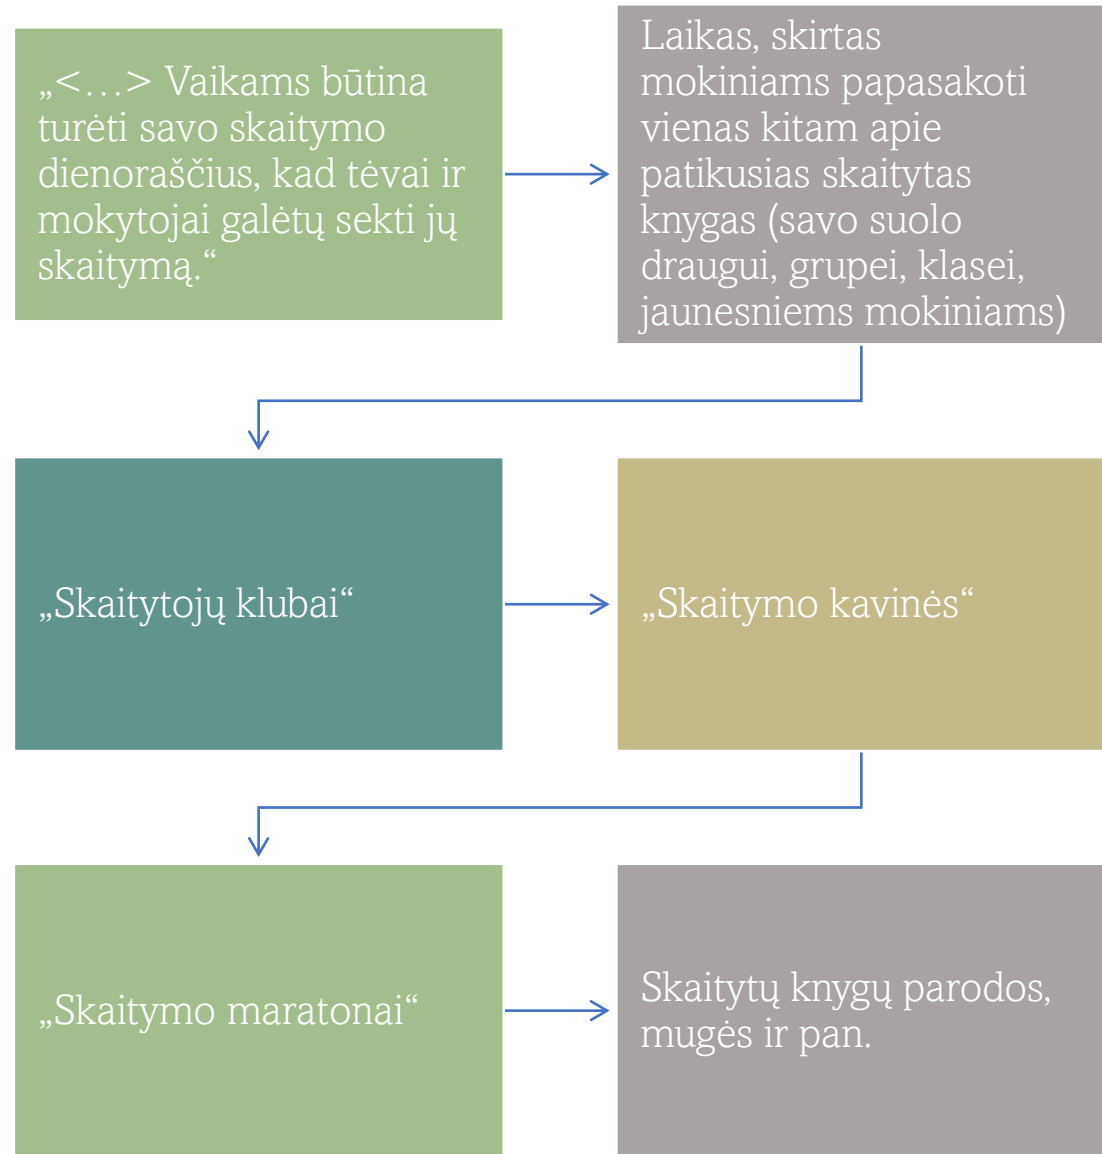 „<…> Vaikams būtina
turėti savo skaitymo
dienoraščius, kad tėvai ir
mokytojai galėtų sekti jų
skaitymą.“
Laikas, skirtas
mokiniams papasakoti
vienas kitam apie
patikusias skaitytas
knygas (savo suolo
draugui, grupei, klasei,
jaunesniems mokiniams)
„Skaitytojų klubai“
„Skaitymo kavinės“
„Skaitymo maratonai“
Skaitytų knygų parodos,
mugės ir pan.